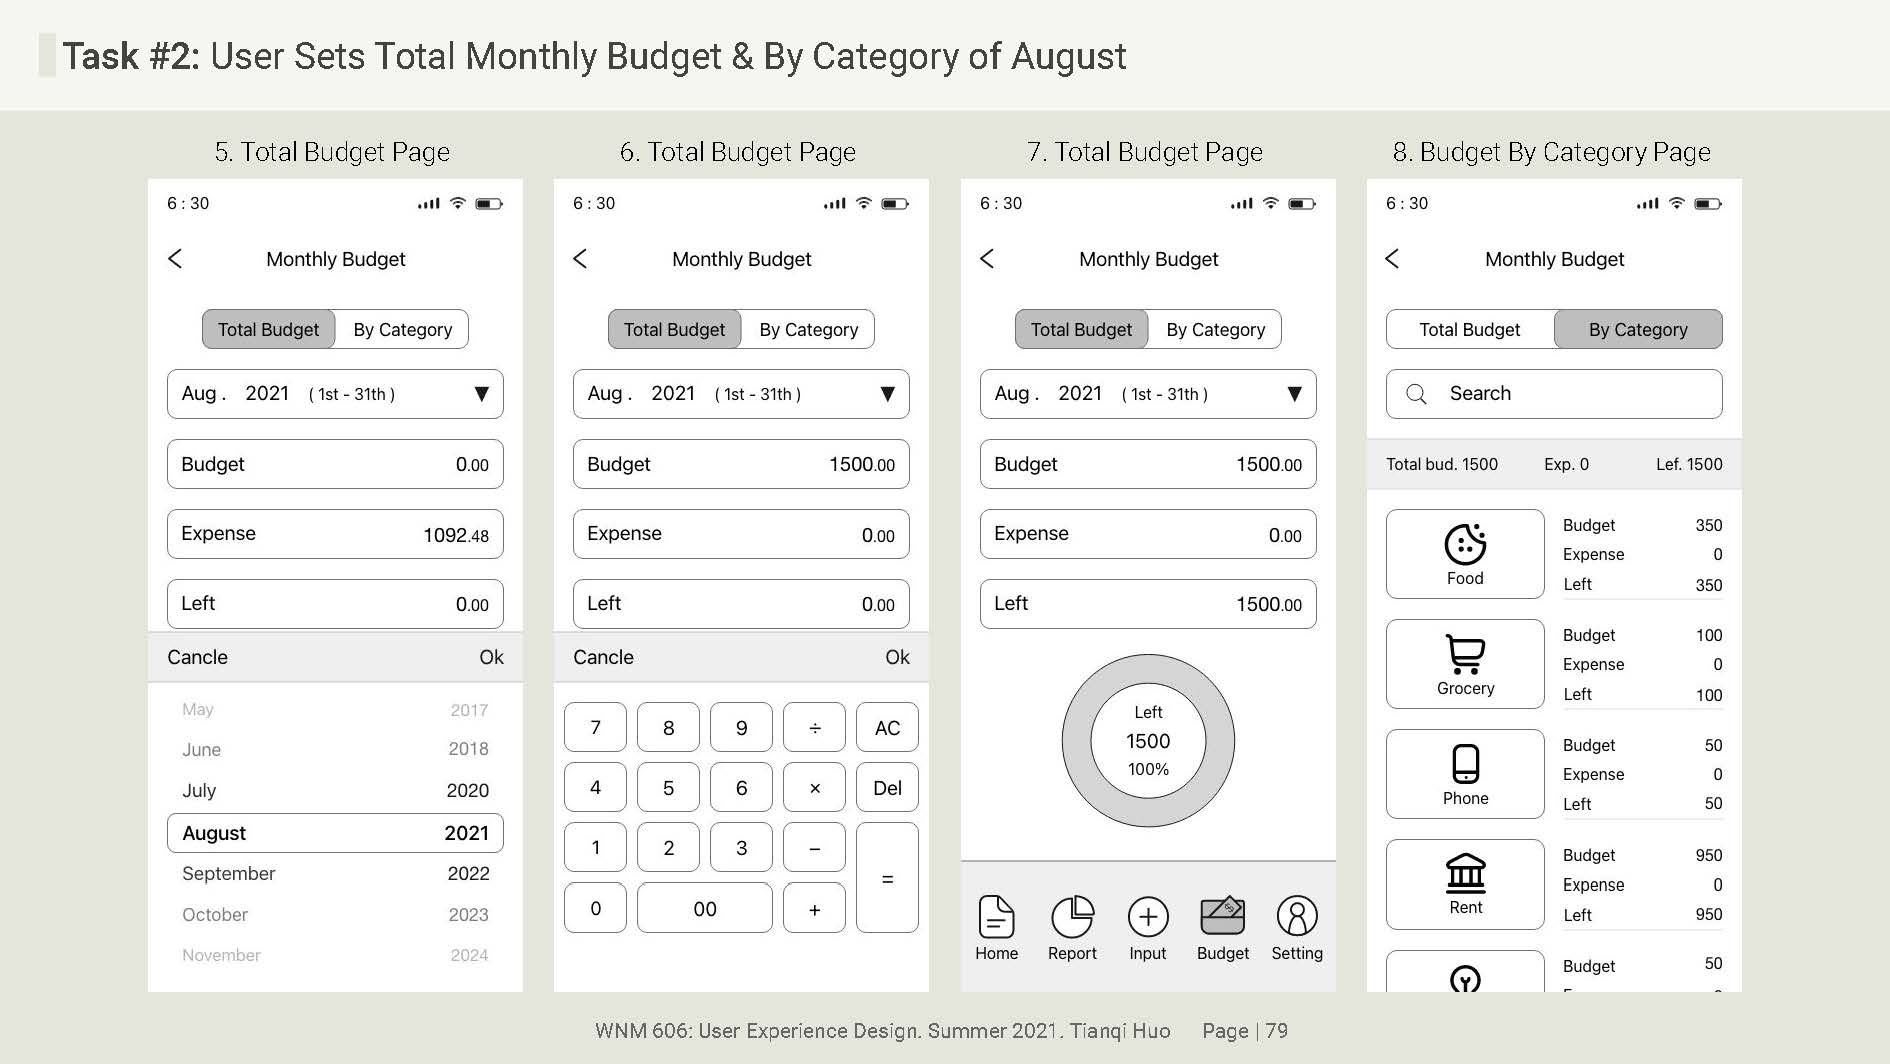 Task #2: User Sets Total Monthly Budget & By Category of August
5. Total Budget Page
6 : 30
Monthly Budget
Total Budget By Category
Aug . 2021 ( 1st - 31th )
Budget 0.00
Expense 1092.48
Left 0.00
Cancle Ok
May 2017
June 2018
July 2020
August 2021
September 2022
October 2023
November 2024
6. Total Budget Page
6 : 30
Monthly Budget
Total Budget By Category
Aug . 2021 ( 1st - 31th )
Budget 1500.00
Expense 0.00
Left 0.00
Cancle Ok
7 8 9 ÷ AC
4 5 6 × Del
1 2 3 −
=
0 00 +
7. Total Budget Page
6 : 30
Monthly Budget
Total Budget By Category
Aug . 2021 ( 1st - 31th )
Budget 1500.00
Expense 0.00
Left 1500.00
Left
1500
100%
Home Report Input Budget Setting
8. Budget By Category Page
6 : 30
Monthly Budget
Total Budget By Category
Search
Total bud. 1500 Exp. 0 Lef. 1500
Food
Budget 350
Expense 0
Left 350
Grocery
Budget 100
Expense 0
Left 100
Phone
Budget 50
Expense 0
Left 50
Rent
Budget 950
Expense 0
Left 950
Budget 50
WNM 606: User Experience Design. Summer 2021. Tianqi Huo Page | 79